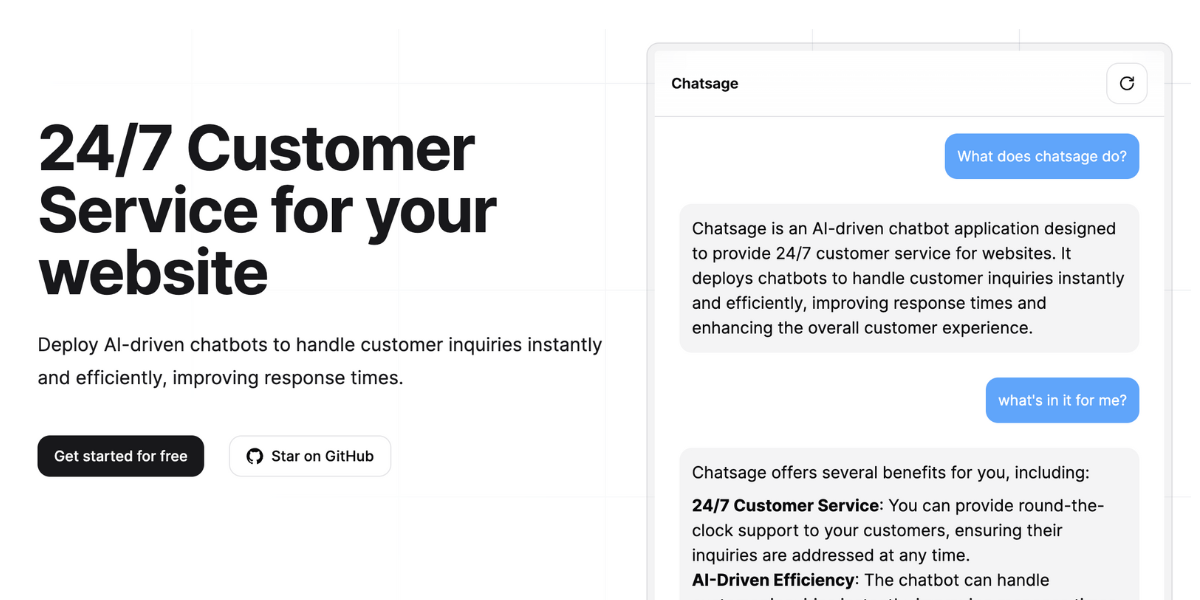 24/7 Customer
Service for your
website
Deploy AI-driven chatbots to handle customer inquiries instantly
and efficiently, improving response times.
Get started for free
Star on GitHub
Chatsage
What does chatsage do?
Chatsage is an AI-driven chatbot application designed
to provide 24/7 customer service for websites. It
deploys chatbots to handle customer inquiries instantly
and efficiently, improving response times and
enhancing the overall customer experience.
what's in it for me?
Chatsage offers several benefits for you, including:
24/7 Customer Service: You can provide round-the-
clock support to your customers, ensuring their
inquiries are addressed at any time.
AI-Driven Efficiency: The chatbot can handle